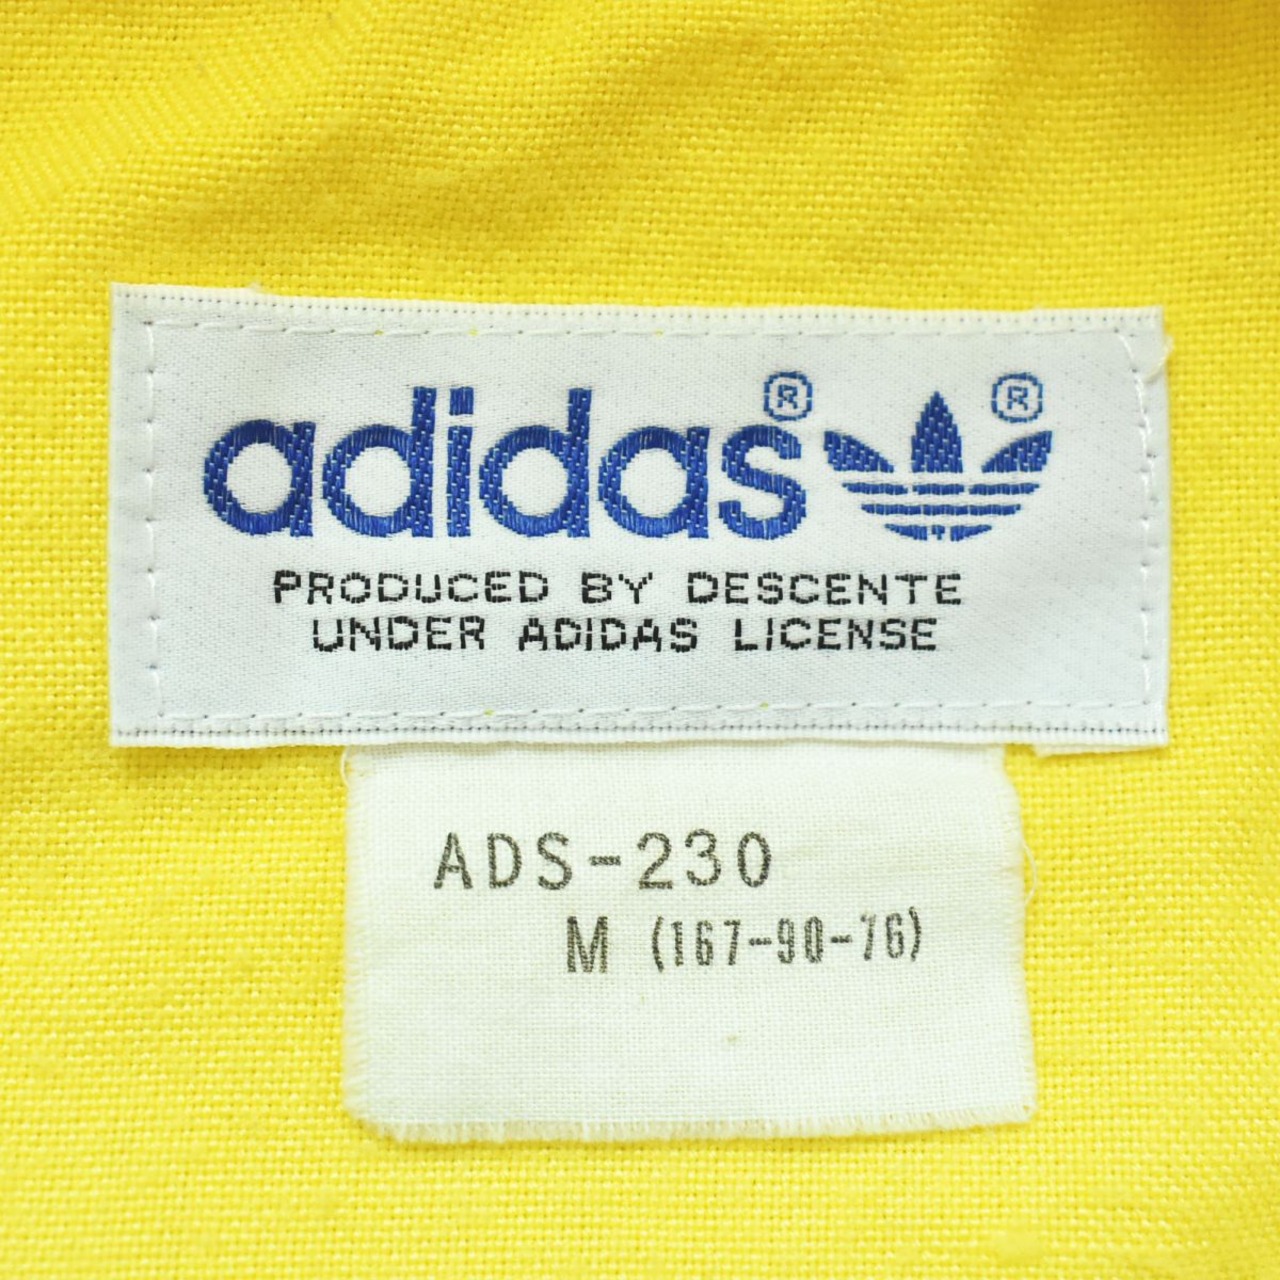 adidas® ®
PRODUCED BY DESCENTE
UNDER ADIDAS LICENSE
ADS-230
M (167-90-76)